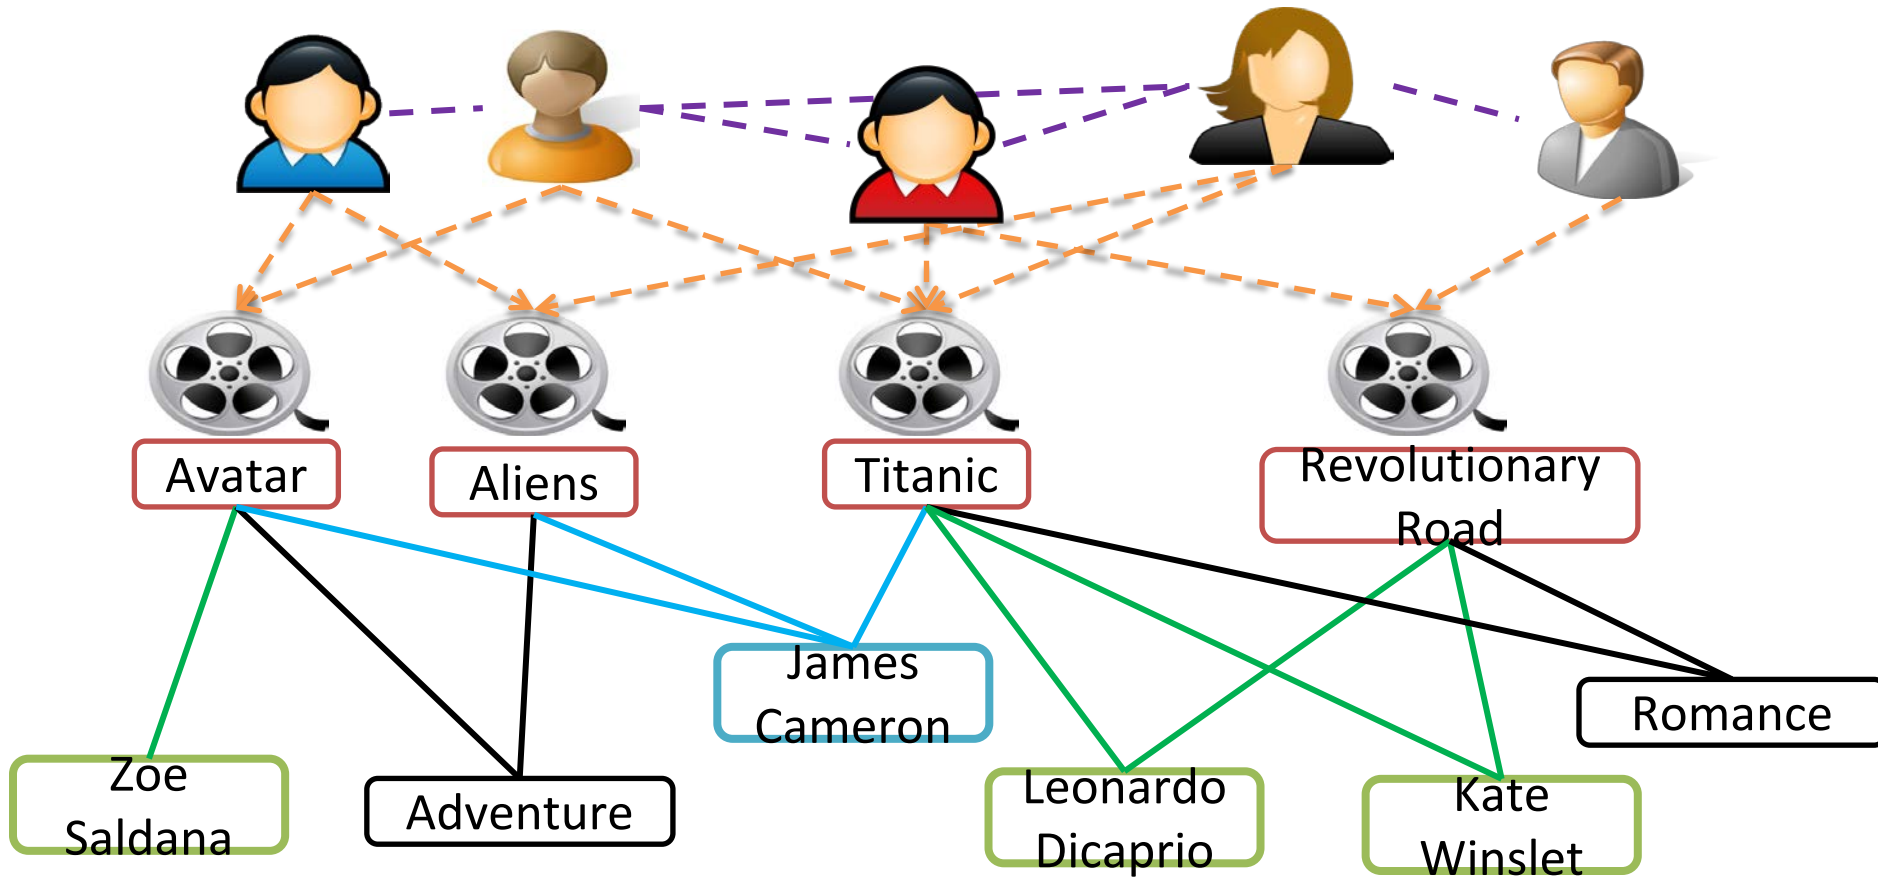 Avatar
Aliens
Titanic
Revolutionary
Road
James
Cameron
Romance
Zoe
Saldana
Adventure
Leonardo
Dicaprio
Kate
Winslet